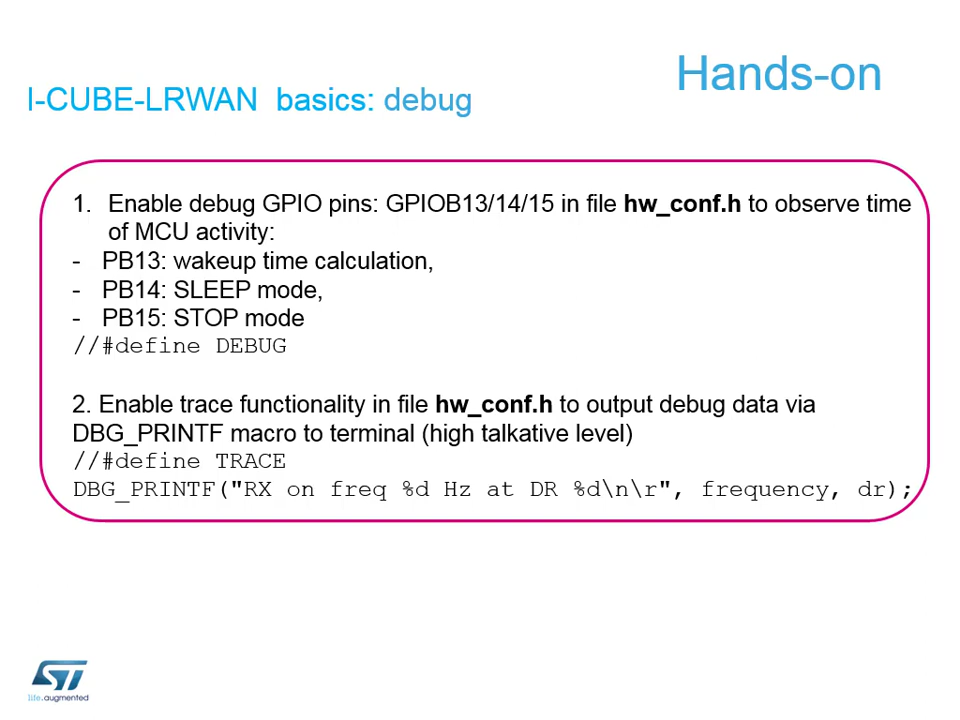 Hands-on
I-CUBE-LRWAN basics: debug
1. Enable debug GPIO pins: GPIOB13/14/15 in file hw_conf.h to observe time
of MCU activity:
- PB13: wakeup time calculation,
- PB14: SLEEP mode,
- PB15: STOP mode
//#define DEBUG
2. Enable trace functionality in file hw_conf.h to output debug data via
DBG_PRINTF macro to terminal (high talkative level)
//#define TRACE
DBG_PRINTF("RX on freq %d Hz at DR %d\n\r", frequency, dr);
ST
life.augmented